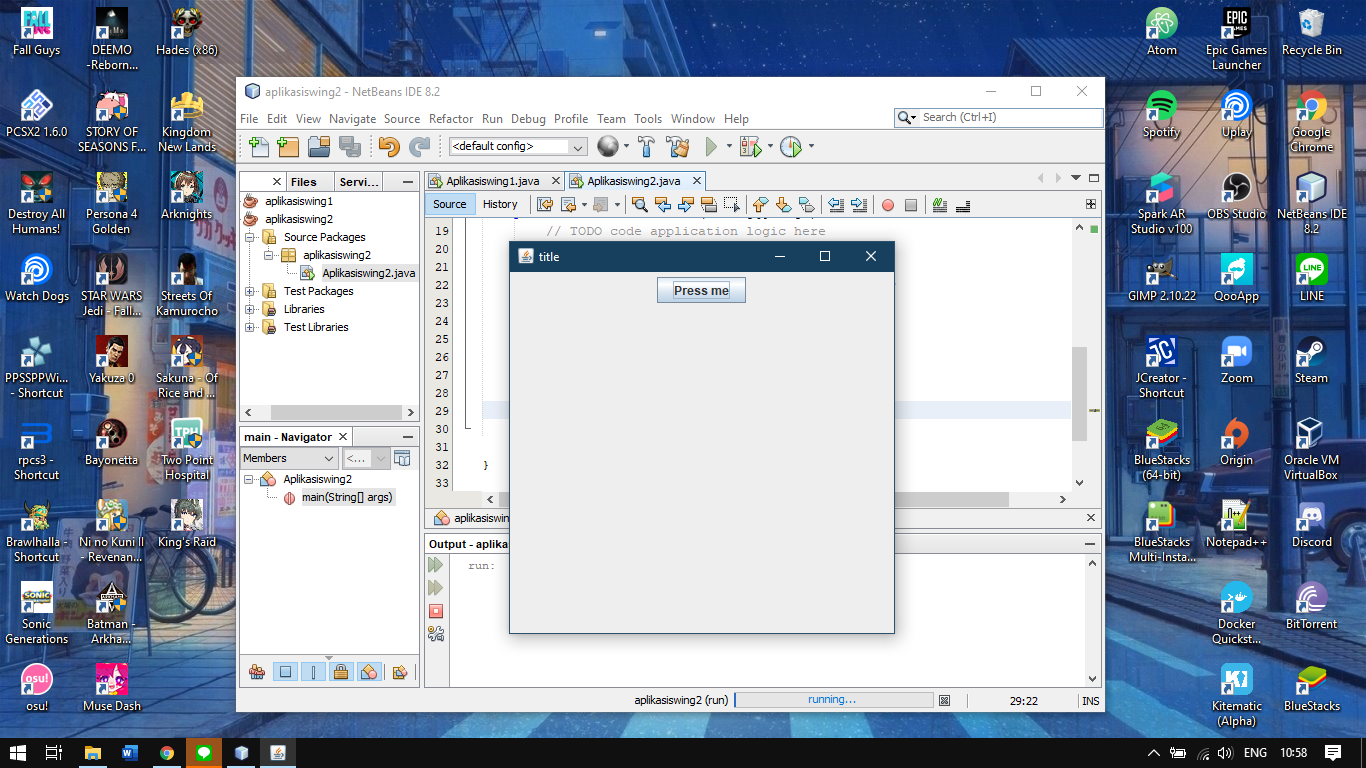 Fall Guys
DEEMO
-Reborn...
Hades (x86)
Atom
Epic Games
Launcher
Recycle Bin
PCSX2 1.6.0
STORY OF
SEASONS F...
Kingdom
New Lands
Spotify
Uplay
Google
Chrome
Destroy All
Humans!
Persona 4
Golden
Arknights
Spark AR
Studio v100
OBS Studio
NetBeans IDE
8.2
Watch Dogs
STAR WARS
Jedi - Fall...
Streets Of
Kamurocho
GIMP 2.10.22
QooApp
LINE
PPSSPPWi...
- Shortcut
Yakuza 0
Sakuna - Of
Rice and ...
JCreator -
Shortcut
Zoom
Steam
rpcs3 -
Shortcut
Bayonetta
Two Point
Hospital
BlueStacks
(64-bit)
Origin
Oracle VM
VirtualBox
Brawlhalla -
Shortcut
Ni no Kuni II
- Revenan...
King's Raid
BlueStacks
Multi-Insta...
Notepad++
Discord
Sonic
Generations
Batman -
Arkha...
Docker
Quickst...
BitTorrent
osu!
Muse Dash
Kitematic
(Alpha)
BlueStacks
aplikasiswing2 - NetBeans IDE 8.2
File Edit View Navigate Source Refactor Run Debug Profile Team Tools Window Help
Search (Ctrl+I)
<default config>
Files
Servi...
aplikasiswing1
aplikasiswing2
Source Packages
aplikasiswing2
Aplikasiswing2.java
Test Packages
Libraries
Test Libraries
main - Navigator
Members
<...
Aplikasiswing2
main(String[] args)
Aplikasiswing1.java
Aplikasiswing2.java
Source
History
19 // TODO code application logic here
20
21
22
23
24
25
26
27
28
29
30
31
32 }
33
aplikasiswin
title
Press me
Output - aplikas
run:
aplikasiswing2 (run)
running...
29:22
INS
ENG
10:58